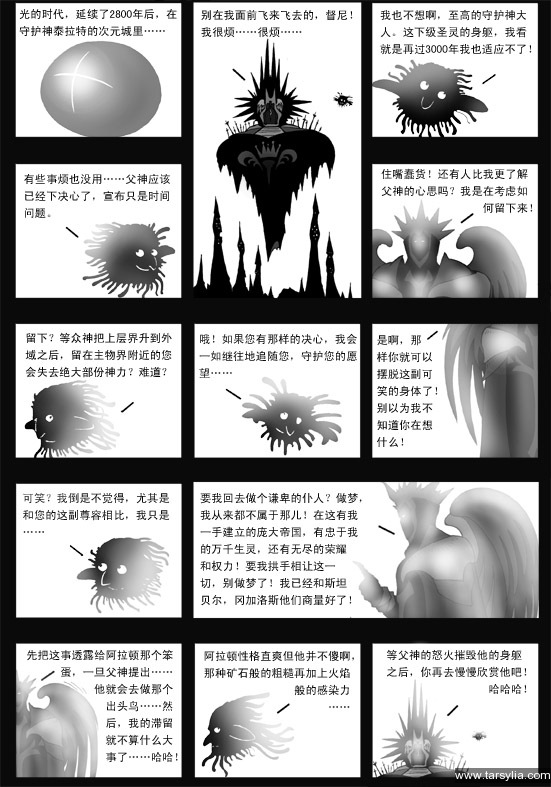 光的时代，延续了2800年后，在
守护神泰拉特的次元城里……
别在我面前飞来飞去的，督尼！
我很烦……很烦……
我也不想啊，至高的守护神大
人。这下级圣灵的身躯，我看
就是再过3000年我也适应不了！
有些事烦也没用……父神应该
已经下决心了，宣布只是时间
问题。
住嘴蠢货！还有人比我更了解
父神的心思吗？我是在考虑如
何留下来！
留下？等众神把上层界升到外
域之后，留在主物界附近的您
会失去绝大部份神力？难道？
哦！如果您有那样的决心，我会
一如继往地追随您，守护您的愿
望……
是啊，那
样你就可以
摆脱这副可
笑的身体了！
别以为我不
知道你在想
什么！
可笑？我倒是不觉得，尤其是
和您的这副尊容相比，我只是
……
要我回去做个谦卑的仆人？做梦，
我从来都不属于那儿！在这有我
一手建立的庞大帝国，有忠于我
的万千生灵，还有无尽的荣耀
和权力！要我拱手相让这一
切，别做梦了！我已经和斯坦
贝尔，冈加洛斯他们商量好了！
先把这事透露给阿拉顿那个笨
蛋，一旦父神提出……
他就会去做那个
出头鸟……然
后，我的滞留
就不算什么大
事了……哈哈！
阿拉顿性格直爽但他并不傻啊，
那种矿石般的粗糙再加上火焰
般的感染力
……
等父神的怒火摧毁他的身躯
之后，你再去慢慢欣赏他吧！
哈哈哈！
www.tarsylia.com